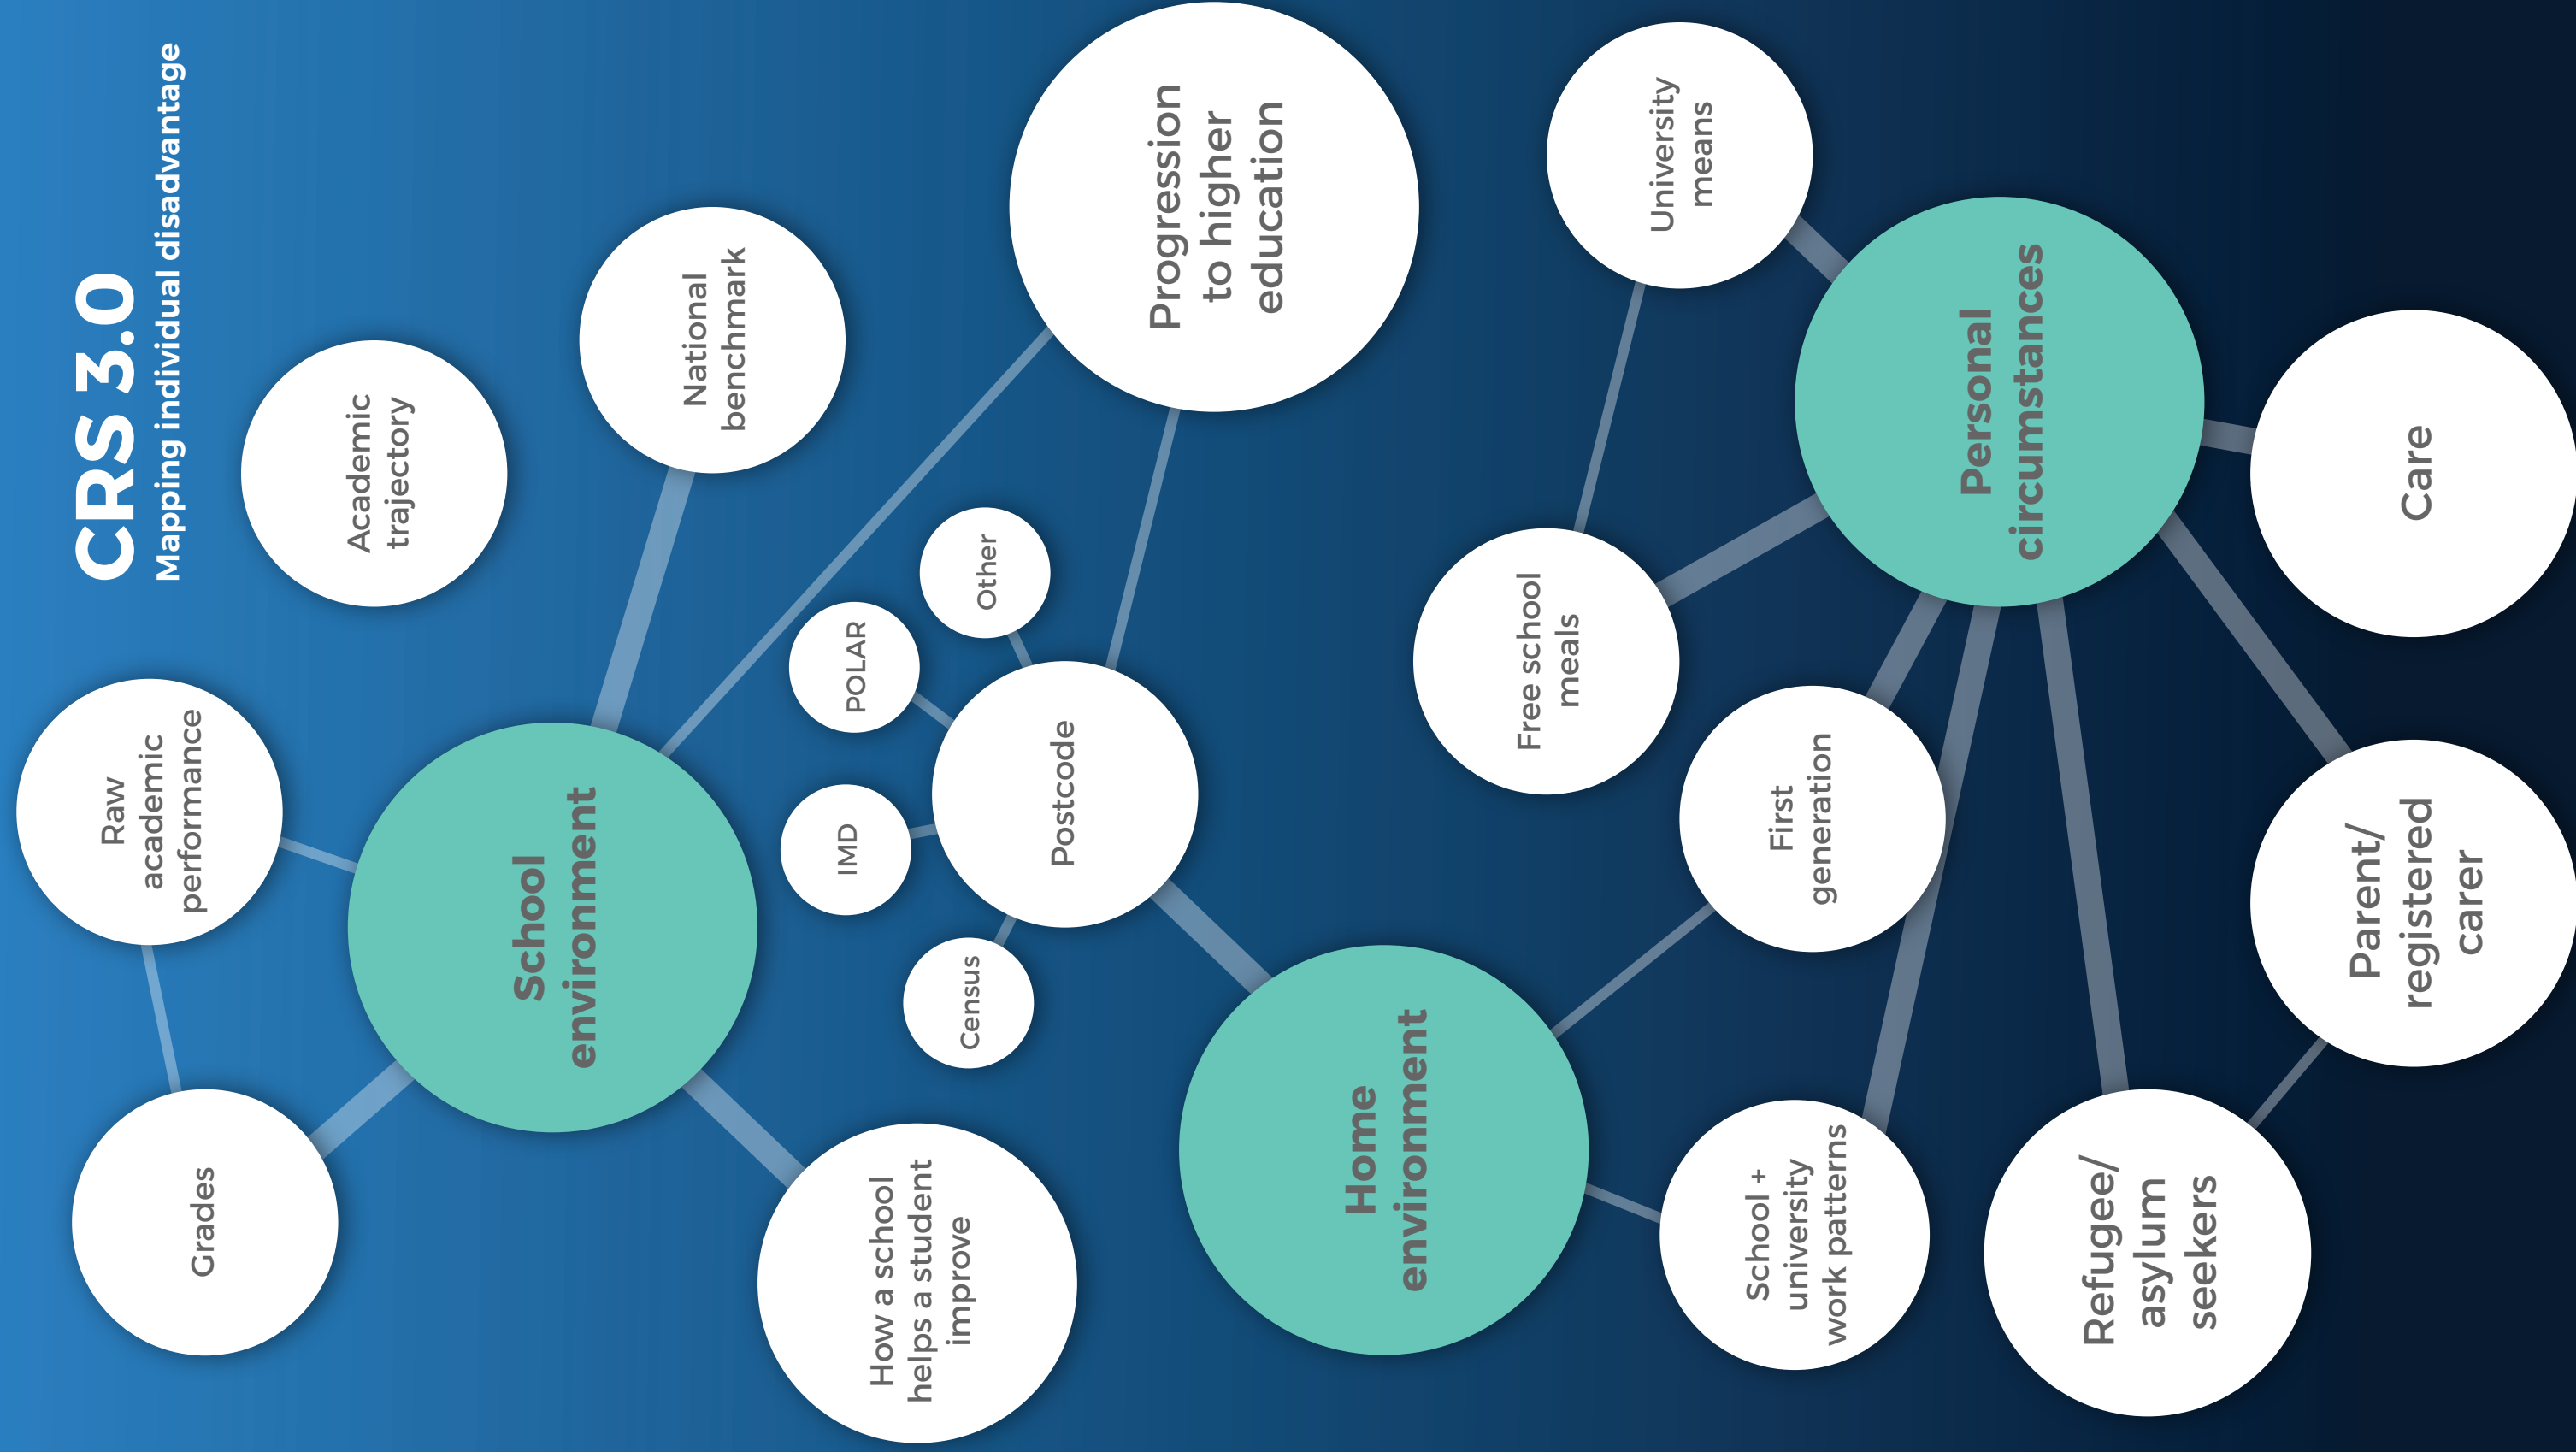 CRS 3.0
Mapping individual disadvantage
Raw
academic
performance
Academic
trajectory
Grades
School
environment
National
benchmark
How a school
helps a student
improve
IMD
POLAR
Other
Census
Postcode
Progression
to higher
education
Home
environment
Free school
meals
University
means
First
generation
School +
university
work patterns
Personal
circumstances
Refugee/
asylum
seekers
Parent/
registered
carer
Care